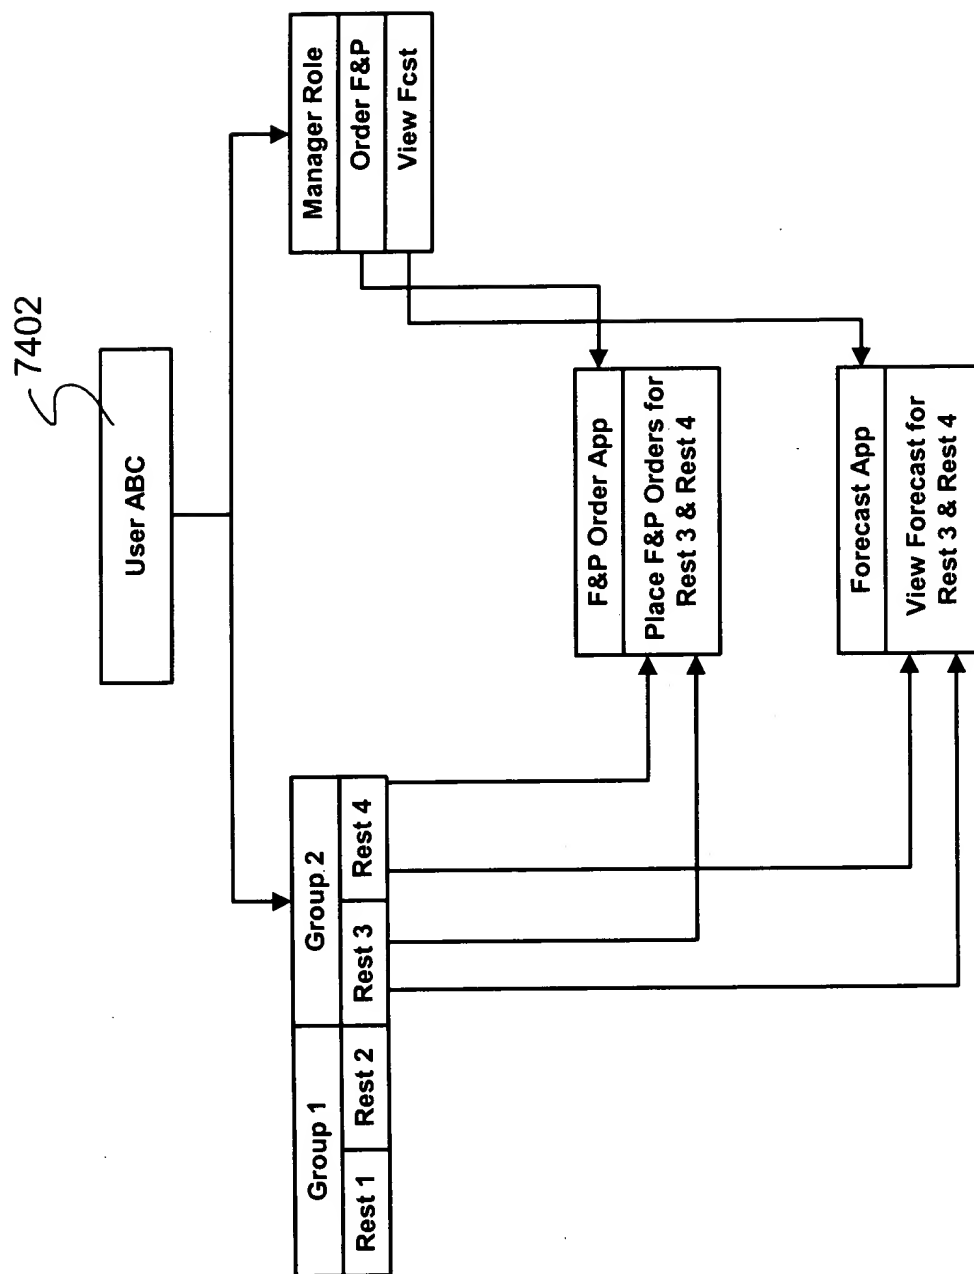 7402
User ABC
Group 1
Group 2
Rest 1
Rest 2
Rest 3
Rest 4
Manager Role
Order F&P
View Fcst
F&P Order App
Place F&P Orders for
Rest 3 & Rest 4
Forecast App
View Forecast for
Rest 3 & Rest 4